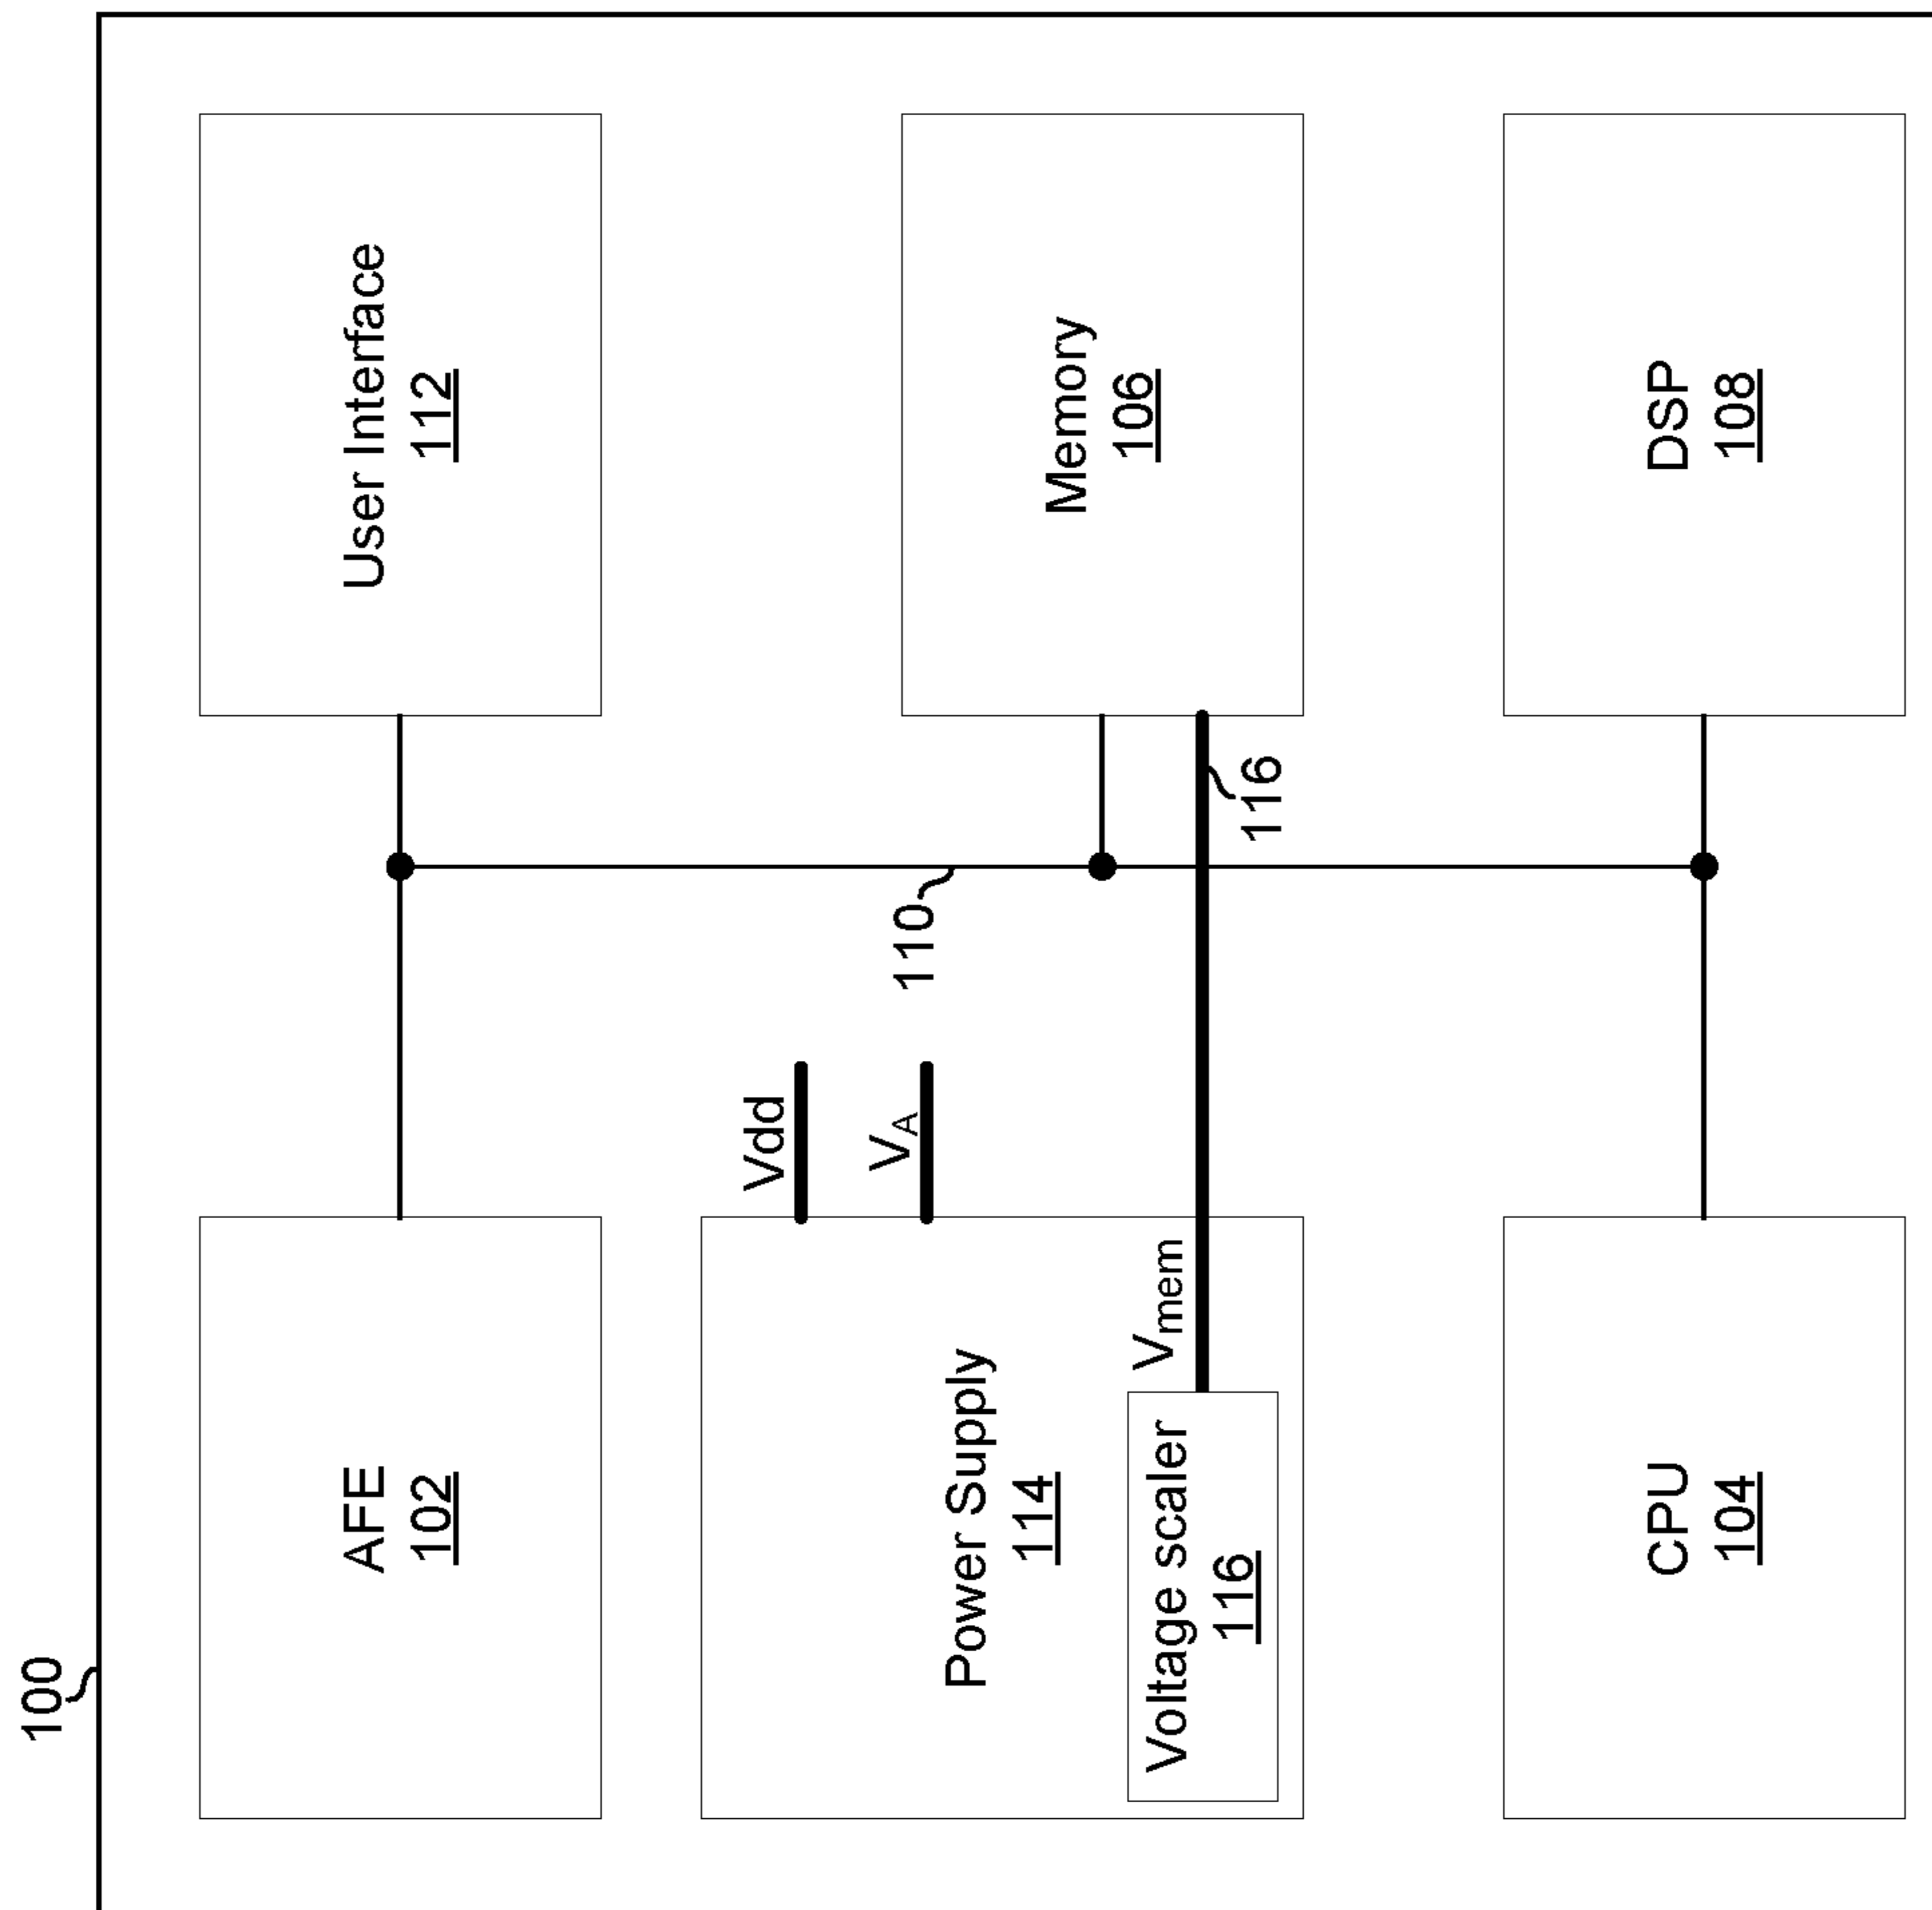 100
AFE
102
User Interface
112
Power Supply
114
Vdd
VA
Voltage scaler
116
Vmem
110
116
Memory
106
CPU
104
DSP
108